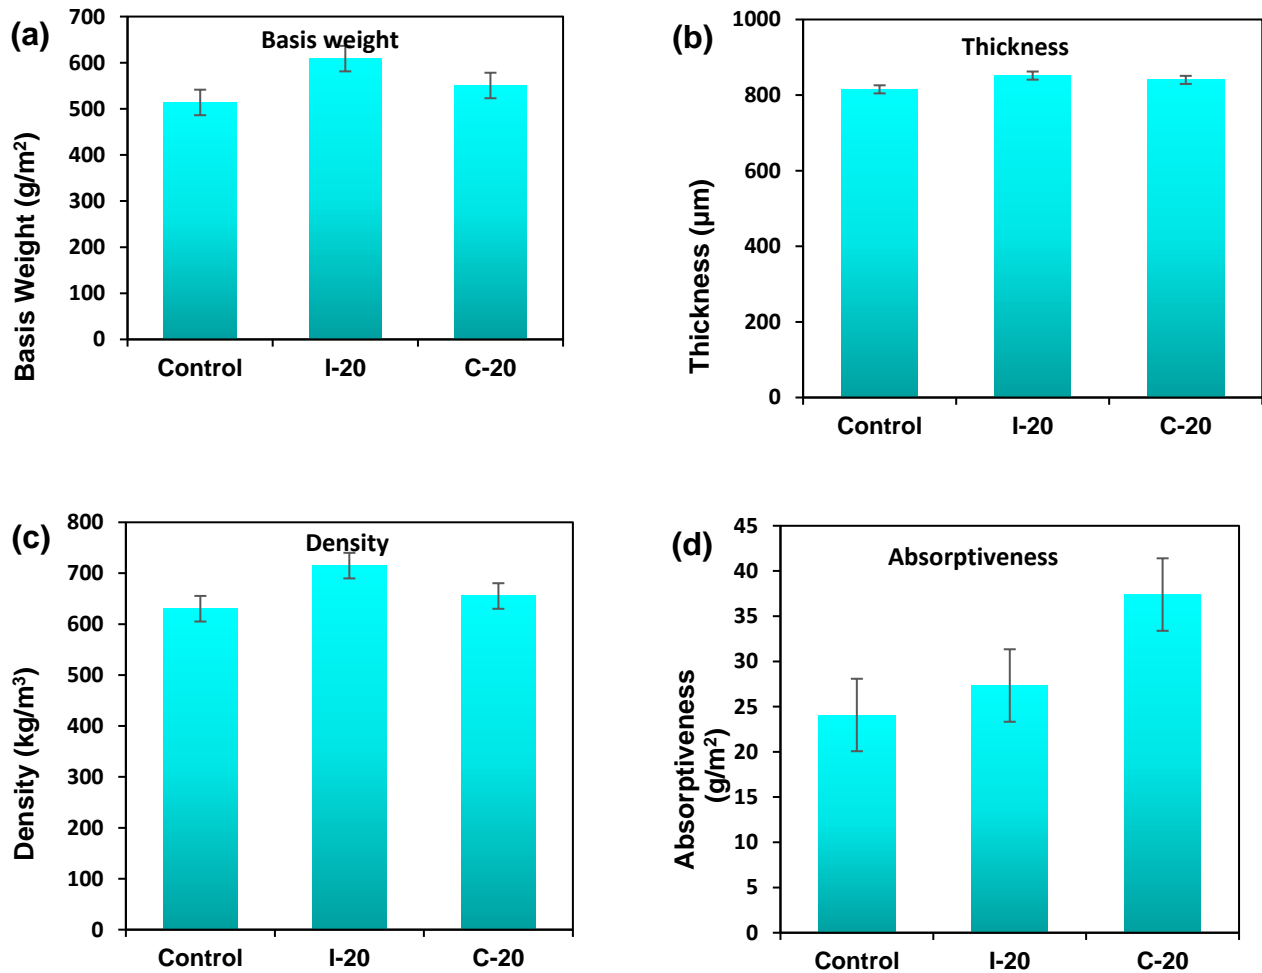 (a)
Basis weight
Basis Weight (g/m²)
700
600
500
400
300
200
100
0
Control I-20 C-20
(b)
Thickness
Thickness (µm)
1000
800
600
400
200
0
Control I-20 C-20
(c)
Density
Density (kg/m³)
800
700
600
500
400
300
200
100
0
Control I-20 C-20
(d)
Absorptiveness
Absorptiveness
(g/m²)
45
40
35
30
25
20
15
10
5
0
Control I-20 C-20